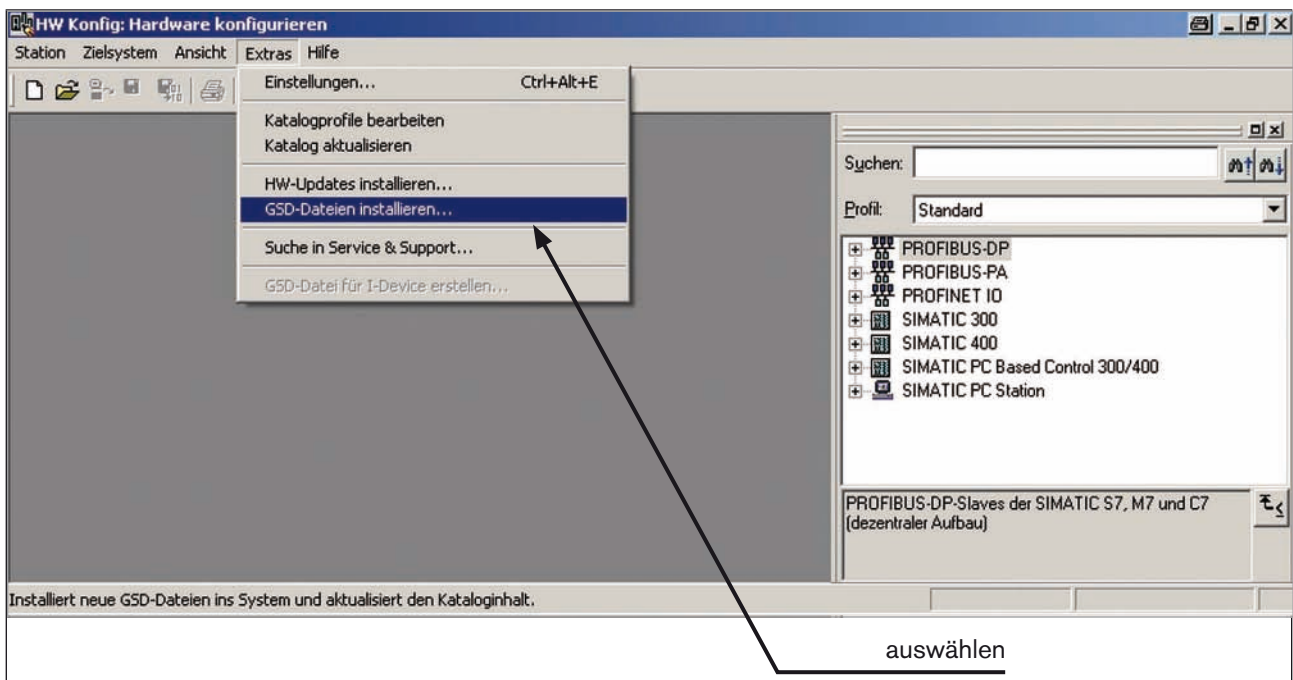 HW Konfig: Hardware konfigurieren
Station Zielsystem Ansicht Extras Hilfe
Einstellungen... Ctrl+Alt+E
Katalogprofile bearbeiten
Katalog aktualisieren
HW-Updates installieren...
GSD-Dateien installieren...
Suche in Service & Support...
GSD-Datei für I-Device erstellen...
Suchen:
Profil: Standard
PROFIBUS-DP
PROFIBUS-PA
PROFINET IO
SIMATIC 300
SIMATIC 400
SIMATIC PC Based Control 300/400
SIMATIC PC Station
PROFIBUS-DP-Slaves der SIMATIC S7, M7 und C7
(dezentraler Aufbau)
Installiert neue GSD-Dateien ins System und aktualisiert den Kataloginhalt.
auswählen